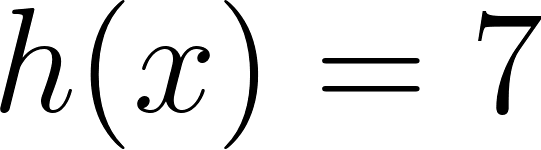 h(x) = 7